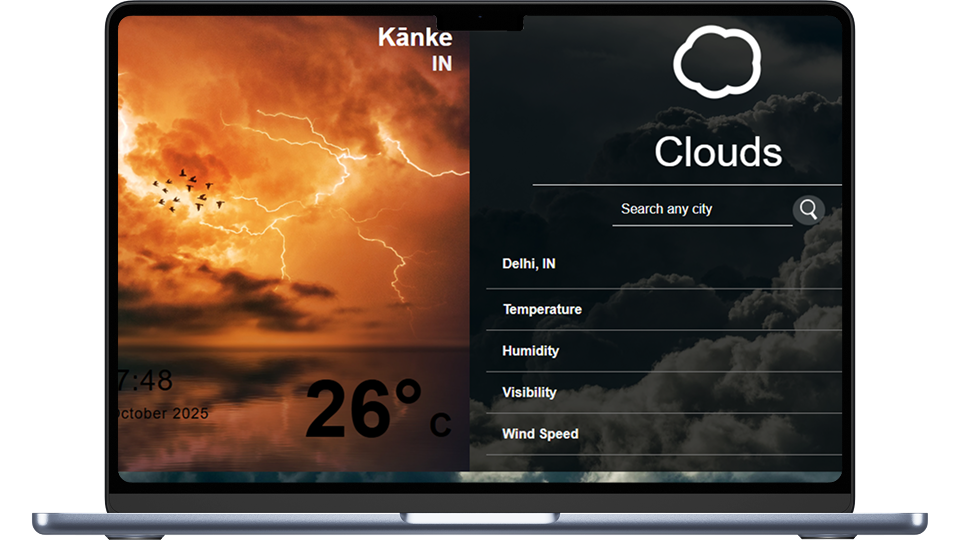 Kānke
IN
7:48
October 2025
26° C
Clouds
Search any city
Delhi, IN
Temperature
Humidity
Visibility
Wind Speed